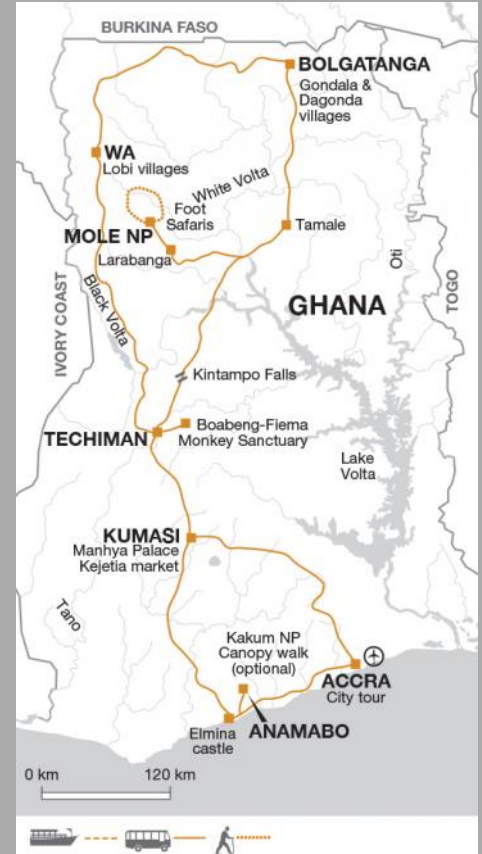 BURKINA FASO
BOLGATANGA
Gondala &
Dagonda
villages
WA
Lobi villages
White Volta
Foot
Safaris
MOLE NP
Tamale
Larabanga
Oti
TOGO
IVORY COAST
Black Volta
GHANA
Kintampo Falls
TECHIMAN
Boabeng-Fiema
Monkey Sanctuary
Lake
Volta
KUMASI
Manhya Palace
Kejetia market
Tano
Kakum NP
Canopy walk
(optional)
ACCRA
City tour
Elmina
castle
ANAMABO
0 km 120 km